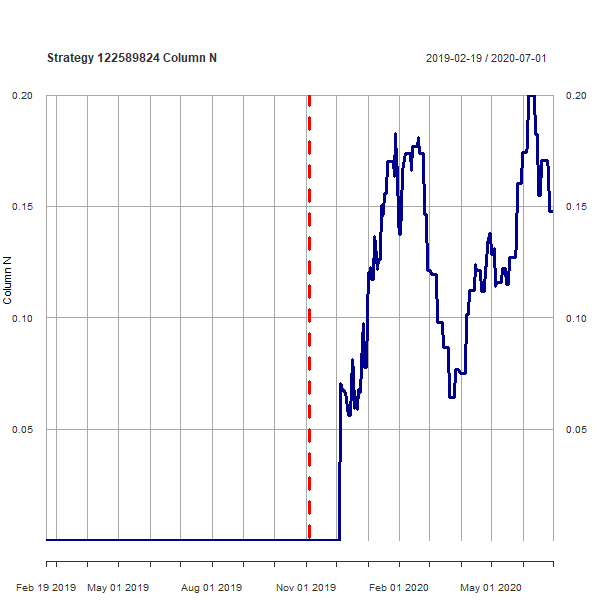 Strategy 122589824 Column N 2019-02-19 / 2020-07-01
0.20 0.20
0.15 0.15
0.10 0.10
0.05 0.05
Column N
Feb 19 2019 May 01 2019 Aug 01 2019 Nov 01 2019 Feb 01 2020 May 01 2020